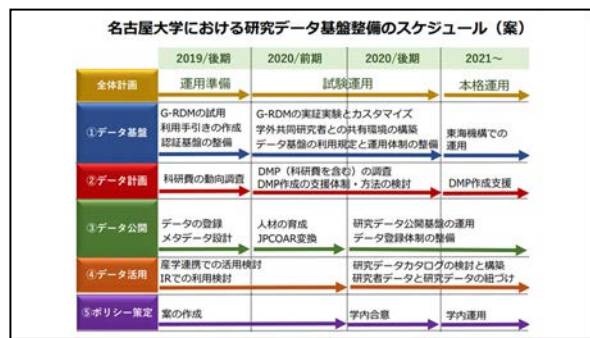 名古屋大学における研究データ基盤整備のスケジュール（案）
2019/後期 2020/前期 2020/後期 2021～
全体計画 運用準備 試験運用 本格運用
①データ基盤
G-RDMの試用
利用手引きの作成
認証基盤の整備
G-RDMの実証実験とカスタマイズ
学外共同研究者との共有環境の構築
データ基盤の利用規定と運用体制の整備
東海機構での
運用
②データ計画
科研費の動向調査
DMP（科研費を含む）の調査
DMP作成の支援体制・方法の検討
DMP作成支援
③データ公開
データの登録
メタデータ設計
人材の育成
JPCOAR変換
研究データ公開基盤の運用
データ登録体制の整備
④データ活用
産学連携での活用検討
IRでの利用検討
研究データカタログの検討と構築
研究者データと研究データの紐づけ
⑤ポリシー策定
案の作成
学内合意
学内運用